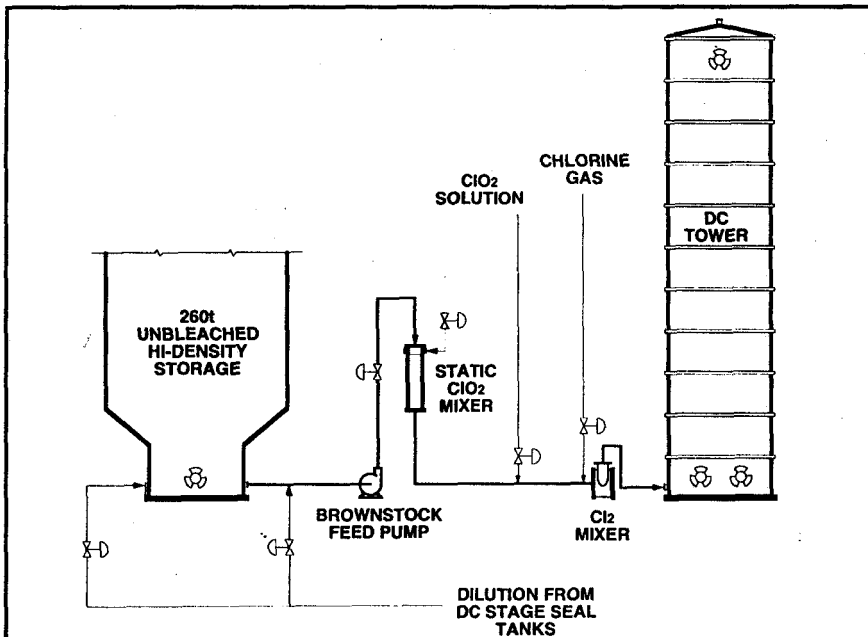 260t
UNBLEACHED
HI-DENSITY
STORAGE
STATIC
ClO2
MIXER
BROWNSTOCK
FEED PUMP
ClO2
SOLUTION
CHLORINE
GAS
Cl2
MIXER
DC
TOWER
DILUTION FROM
DC STAGE SEAL
TANKS